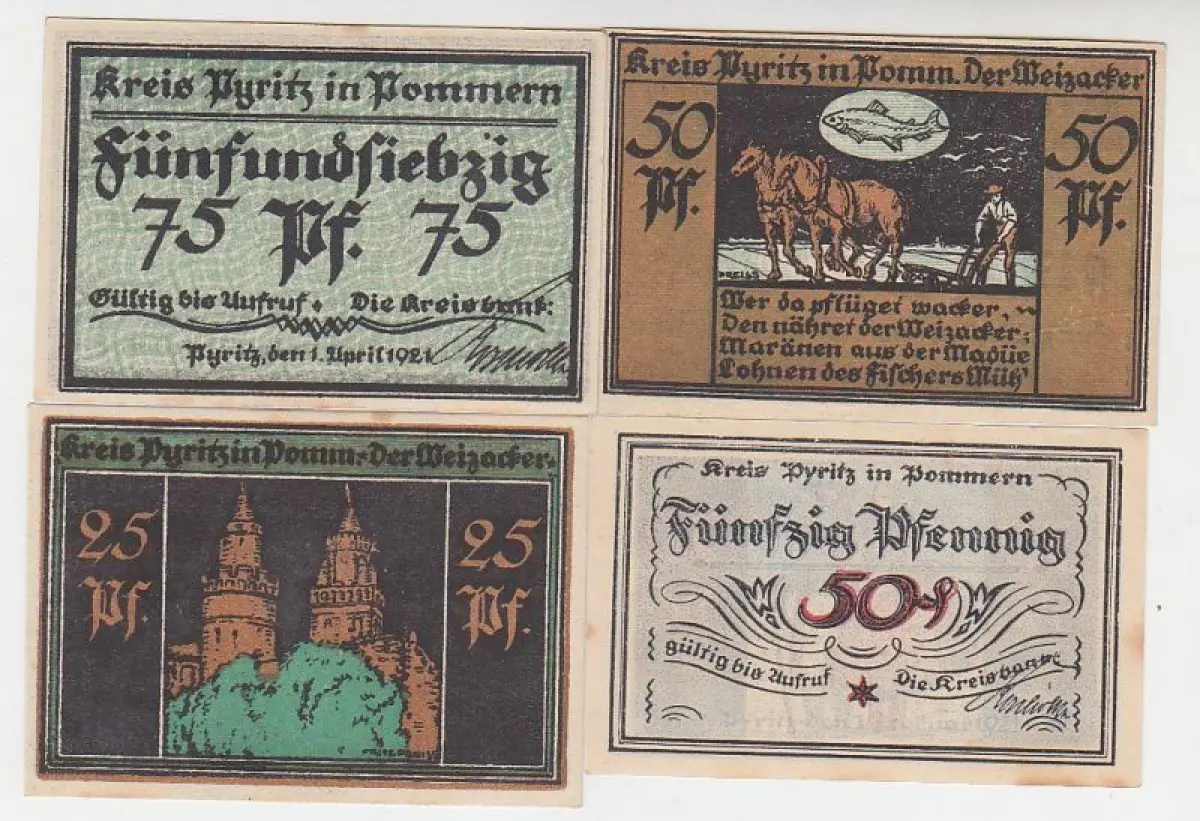 Kreis Pyritz in Pommern
Fünfundsiebzig
75 Pf. 75
Gültig bis Aufruf. Die Kreisbank:
Pyritz, den 1. April 1921
Kreis Pyritz in Pomm. Der Weizacker
50 Pf.
50 Pf.
Wer da pflüget wacker,
Den nähret der Weizacker;
Maränen aus der Madüe
Lohnen des Fischers Müh'
Kreis Pyritz in Pomm. Der Weizacker.
25 Pf.
25 Pf.
Kreis Pyritz in Pommern
Fünfzig Pfennig
50
gültig bis Aufruf
Die Kreisbank: